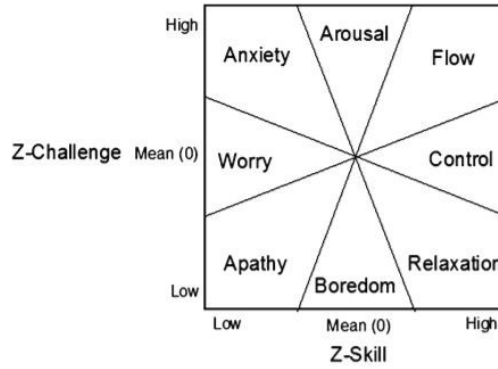 High
Anxiety
Arousal
Flow
Z-Challenge
Mean (0)
Worry
Control
Apathy
Boredom
Relaxation
Low
Low
Mean (0)
High
Z-Skill